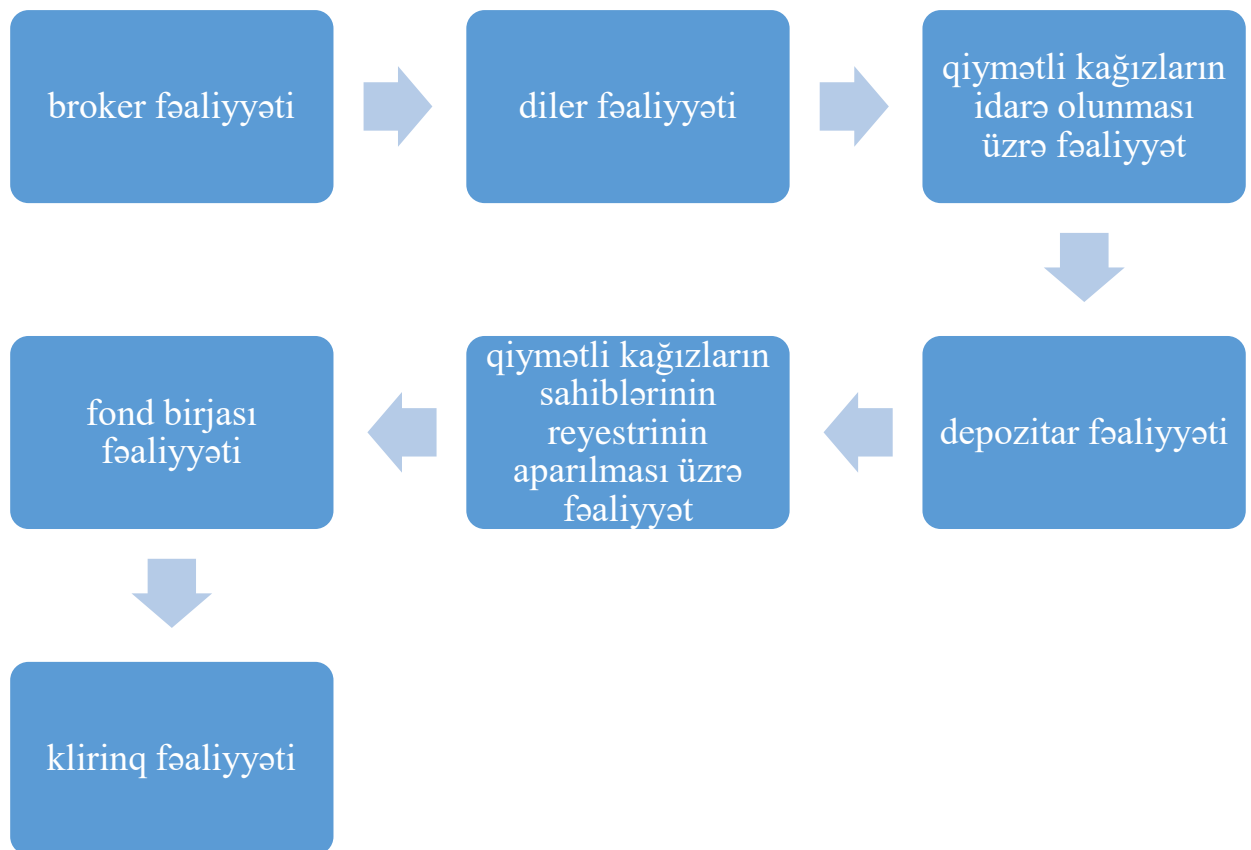 broker fəaliyyəti
diler fəaliyyəti
qiymətli kağızların
idarə olunması
üzrə fəaliyyət
depozitar fəaliyyəti
qiymətli kağızların
sahiblərinin
reyestrinin
aparılması üzrə
fəaliyyət
fond birjası
fəaliyyəti
klirinq fəaliyyəti